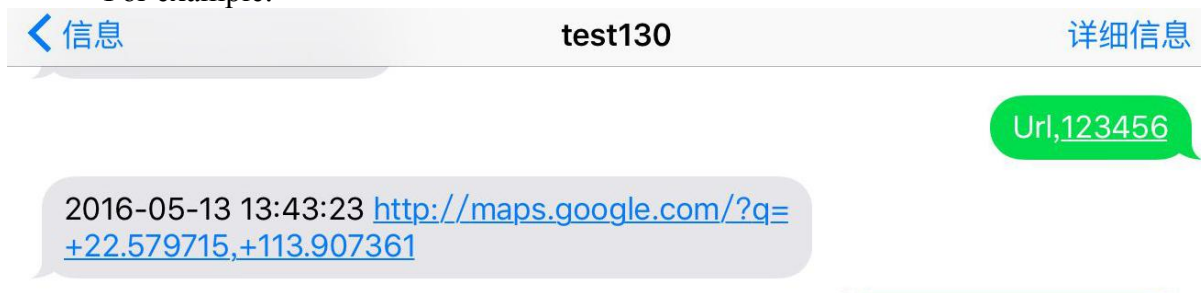 For example:
信息
test130
详细信息
Url,123456
2016-05-13 13:43:23 http://maps.google.com/?q=
+22.579715,+113.907361